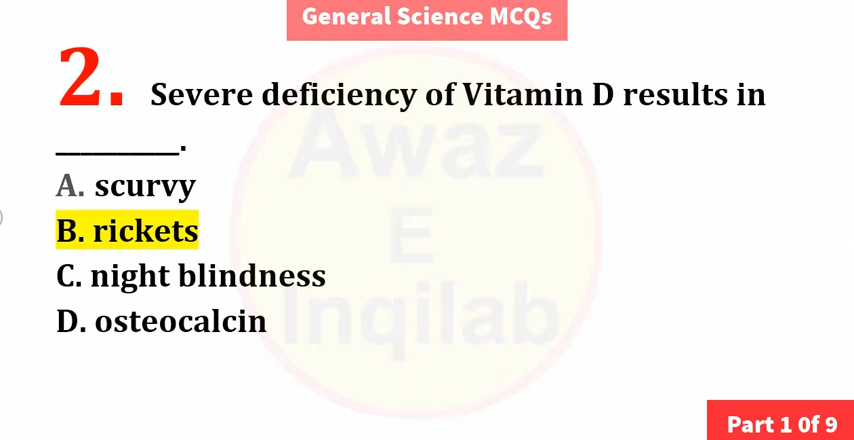 General Science MCQs
2. Severe deficiency of Vitamin D results in
__________.
A. scurvy
B. rickets
C. night blindness
D. osteocalcin
Awaz
E
Inqilab
Part 1 0f 9